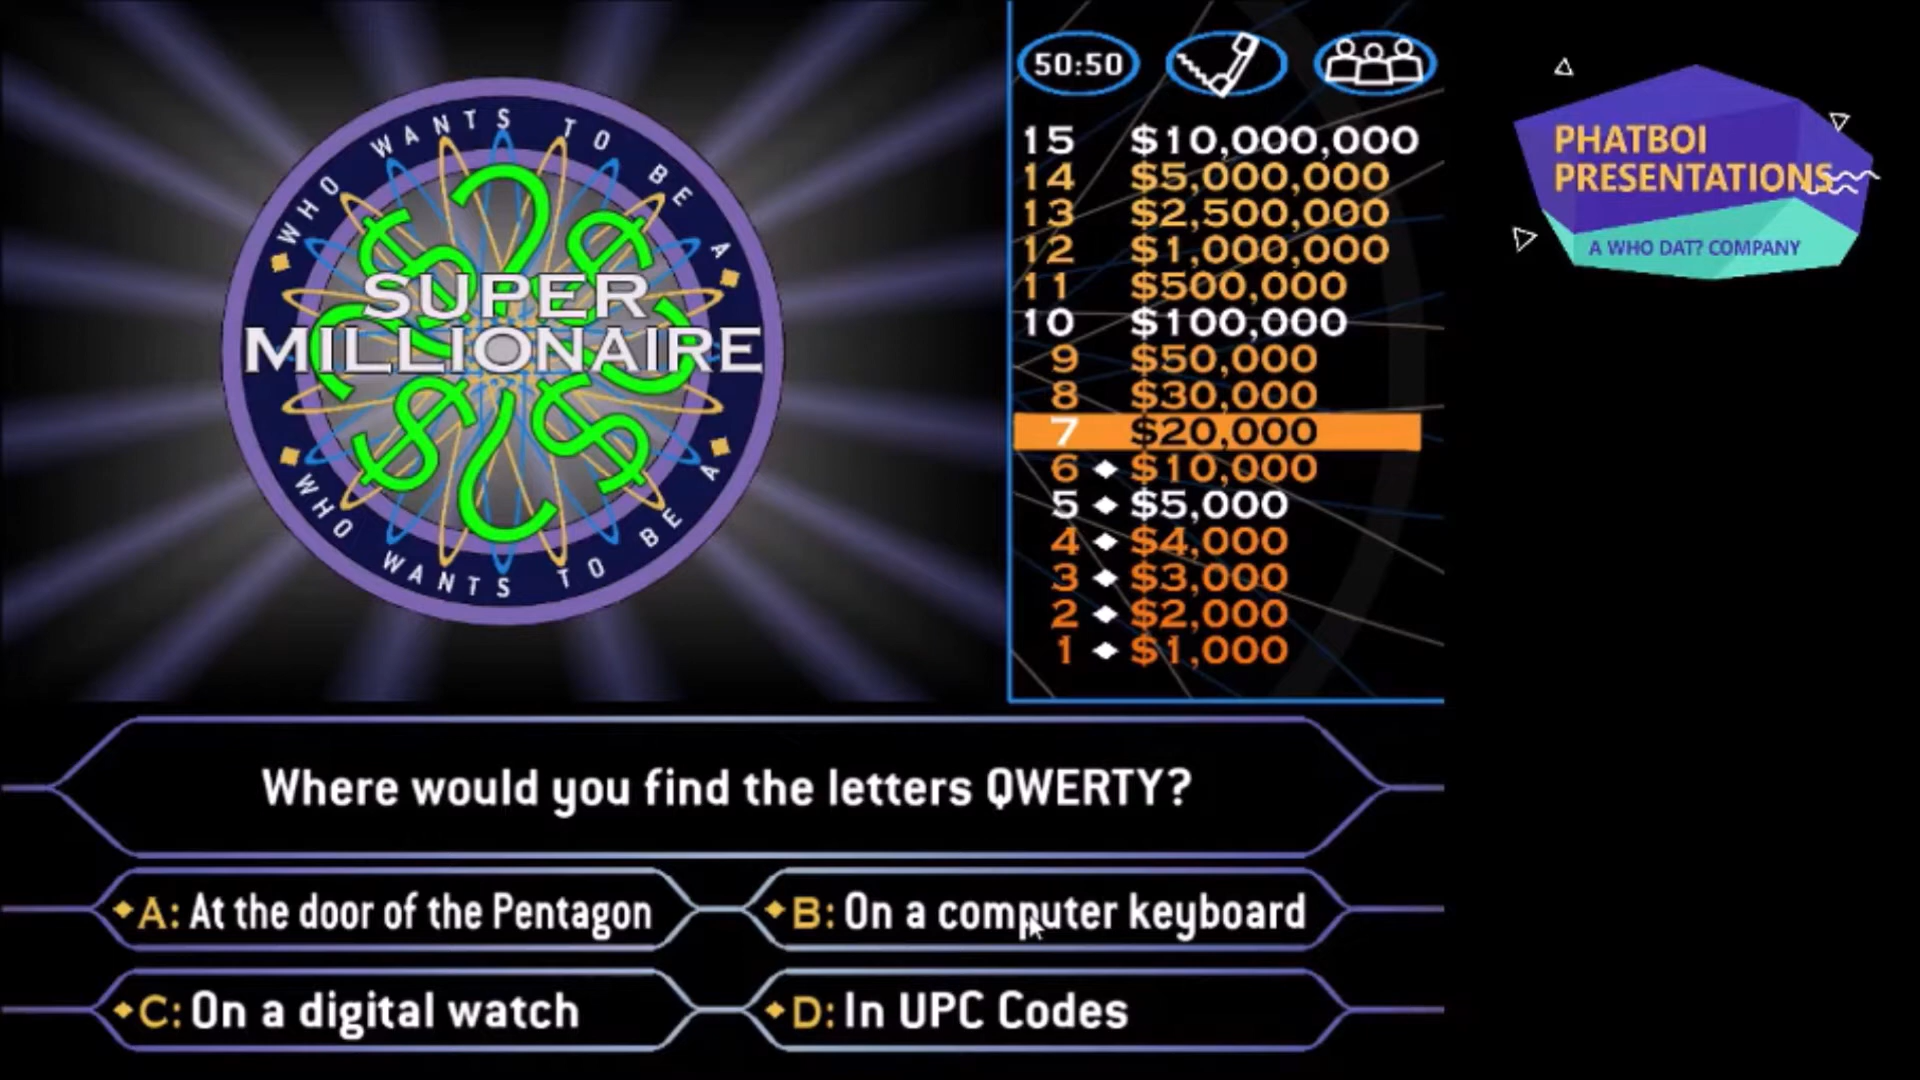 WHO WANTS TO BE A
SUPER
MILLIONAIRE
WHO WANTS TO BE A
50:50
15 $10,000,000
14 $5,000,000
13 $2,500,000
12 $1,000,000
11 $500,000
10 $100,000
9 $50,000
8 $30,000
7 $20,000
6 $10,000
5 $5,000
4 $4,000
3 $3,000
2 $2,000
1 $1,000
PHATBOI
PRESENTATIONS
A WHO DAT? COMPANY
Where would you find the letters QWERTY?
A: At the door of the Pentagon
B: On a computer keyboard
C: On a digital watch
D: In UPC Codes